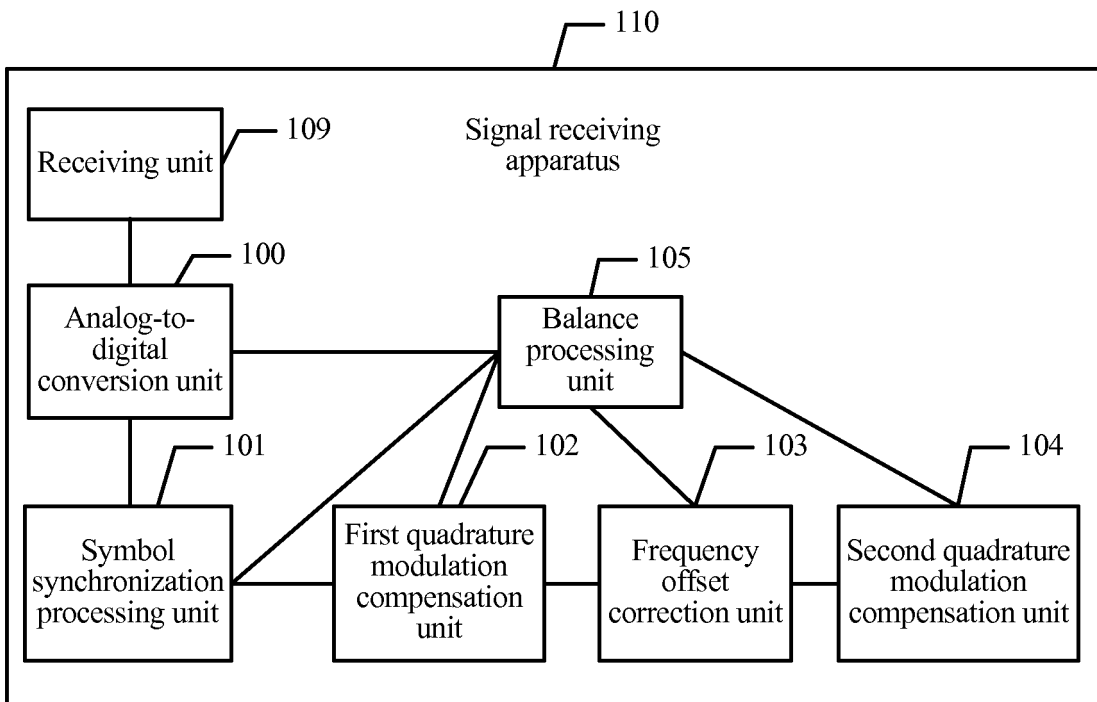 110
109
Signal receiving
apparatus
Receiving unit
100
105
Analog-to-
digital
conversion unit
Balance
processing
unit
101
102
103
104
Symbol
synchronization
processing unit
First quadrature
modulation
compensation
unit
Frequency
offset
correction unit
Second quadrature
modulation
compensation unit